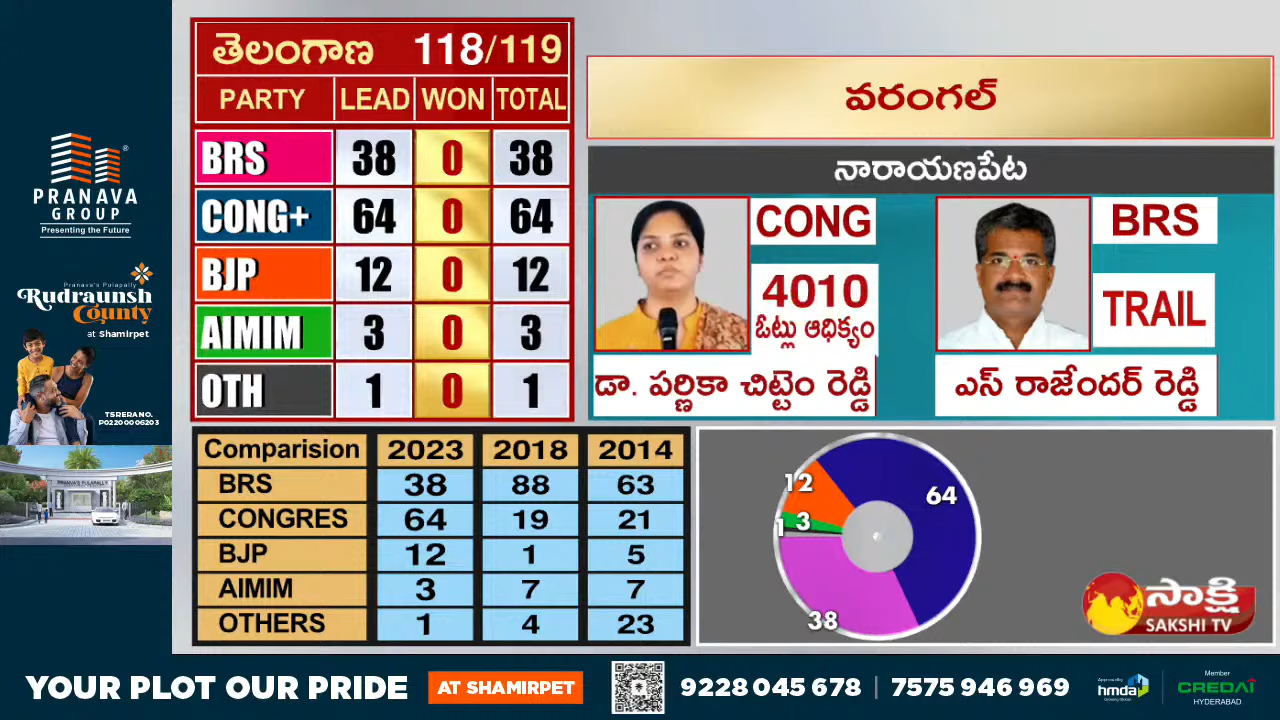 తెలంగాణ 118/119
PARTY LEAD WON TOTAL
BRS 38 0 38
CONG+ 64 0 64
BJP 12 0 12
AIMIM 3 0 3
OTH 1 0 1
వరంగల్
నారాయణపేట
CONG
4010
ఓట్లు ఆధిక్యం
డా. పర్ణికా చిట్టెం రెడ్డి
BRS
TRAIL
ఎస్ రాజేందర్ రెడ్డి
Comparision 2023 2018 2014
BRS 38 88 63
CONGRES 64 19 21
BJP 12 1 5
AIMIM 3 7 7
OTHERS 1 4 23
12
64
1 3
38
సాక్షి
SAKSHI TV
PRANAVA
GROUP
Presenting the Future
Pranava's Pulapally
Rudraunsh
County
at Shamirpet
TSRERA NO.
P02200006203
YOUR PLOT OUR PRIDE AT SHAMIRPET 9228 045 678 | 7575 946 969
hmda
Member
CREDAI
HYDERABAD